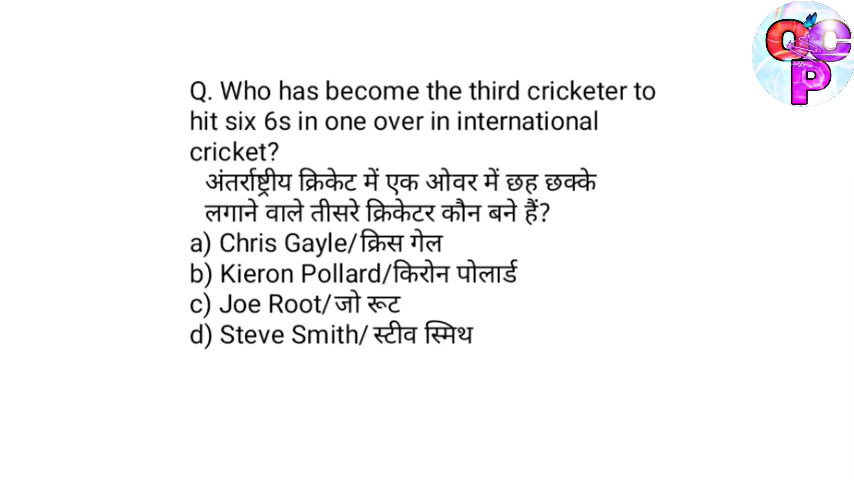 QCP
Q. Who has become the third cricketer to
hit six 6s in one over in international
cricket?
अंतर्राष्ट्रीय क्रिकेट में एक ओवर में छह छक्के
लगाने वाले तीसरे क्रिकेटर कौन बने हैं?
a) Chris Gayle/क्रिस गेल
b) Kieron Pollard/किरोन पोलार्ड
c) Joe Root/जो रूट
d) Steve Smith/ स्टीव स्मिथ